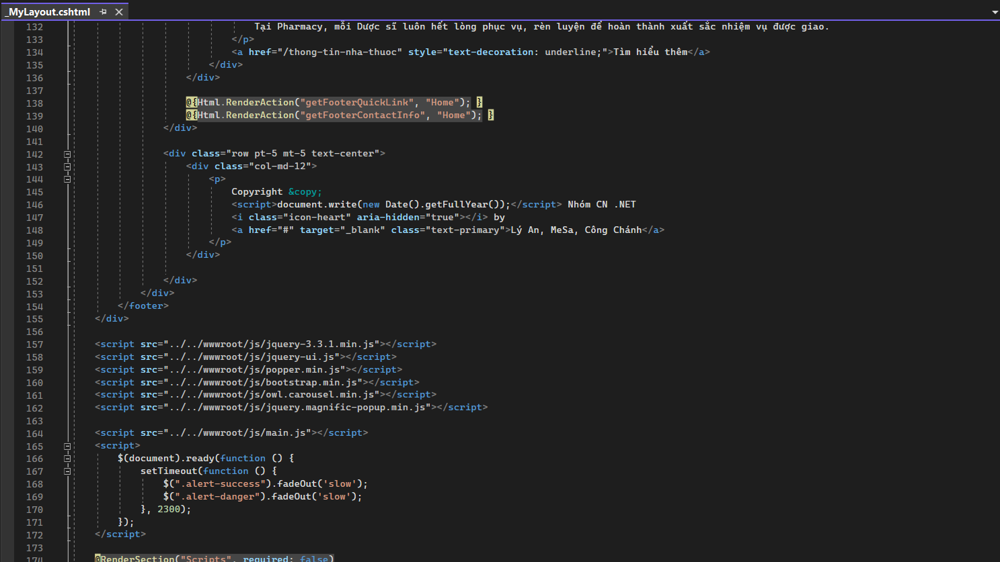 _MyLayout.cshtml
132 Tại Pharmacy, mỗi Dược sĩ luôn hết lòng phục vụ, rèn luyện để hoàn thành xuất sắc nhiệm vụ được giao.
133 </p>
134 <a href="/thong-tin-nha-thuoc" style="text-decoration: underline;">Tìm hiểu thêm</a>
135 </div>
136 </div>
137
138 @{Html.RenderAction("getFooterQuickLink", "Home"); }
139 @{Html.RenderAction("getFooterContactInfo", "Home"); }
140 </div>
141
142 <div class="row pt-5 mt-5 text-center">
143 <div class="col-md-12">
144 <p>
145 Copyright &copy;
146 <script>document.write(new Date().getFullYear());</script> Nhóm CN .NET
147 <i class="icon-heart" aria-hidden="true"></i> by
148 <a href="#" target="_blank" class="text-primary">Lý An, MeSa, Công Chánh</a>
149 </p>
150 </div>
151
152 </div>
153 </div>
154 </footer>
155 </div>
156
157 <script src="../../wwwroot/js/jquery-3.3.1.min.js"></script>
158 <script src="../../wwwroot/js/jquery-ui.js"></script>
159 <script src="../../wwwroot/js/popper.min.js"></script>
160 <script src="../../wwwroot/js/bootstrap.min.js"></script>
161 <script src="../../wwwroot/js/owl.carousel.min.js"></script>
162 <script src="../../wwwroot/js/jquery.magnific-popup.min.js"></script>
163
164 <script src="../../wwwroot/js/main.js"></script>
165 <script>
166 $(document).ready(function () {
167 setTimeout(function () {
168 $(".alert-success").fadeOut('slow');
169 $(".alert-danger").fadeOut('slow');
170 }, 2300);
171 });
172 </script>
173
174 @RenderSection("Scripts", required: false)